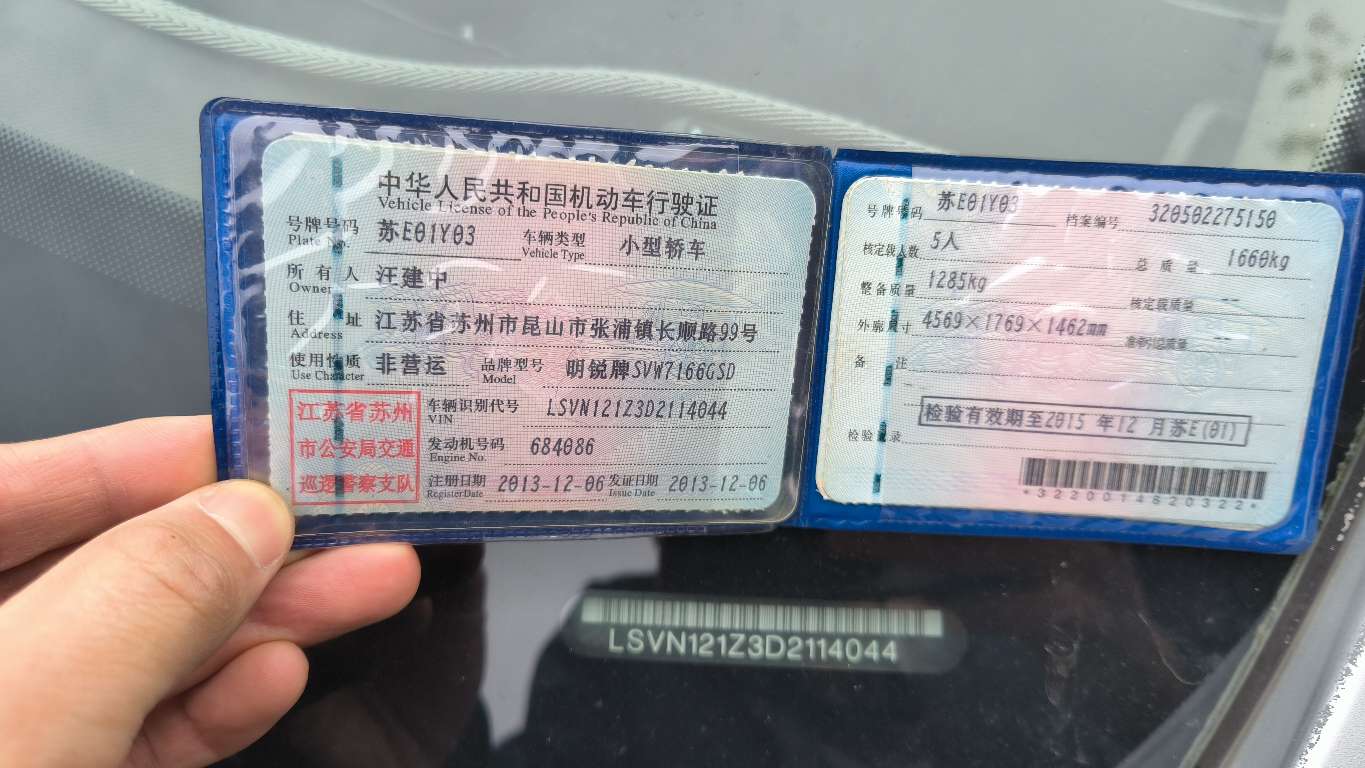 中华人民共和国机动车行驶证
Vehicle License of the People's Republic of China
号牌号码 苏E01Y03 车辆类型 小型轿车
Plate No. Vehicle Type
所有人 汪建中
Owner
住址 江苏省苏州市昆山市张浦镇长顺路99号
Address
使用性质 非营运 品牌型号 明锐牌SVW7166GSD
Use Character Model
江苏省苏州
市公安局交通
巡逻警察支队
车辆识别代号 LSVN121Z3D2114044
VIN
发动机号码 684086
Engine No.
注册日期 2013-12-06 发证日期 2013-12-06
Register Date Issue Date
号牌号码 苏E01Y03 档案编号 320502275150
核定载人数 5人 总质量 1660kg
整备质量 1285kg 核定载质量 --
外廓尺寸 4569×1769×1462mm 准牵引总质量 --
备注
检验有效期至2015 年12 月苏E(01)
检验记录
*3220014820322*
LSVN121Z3D2114044